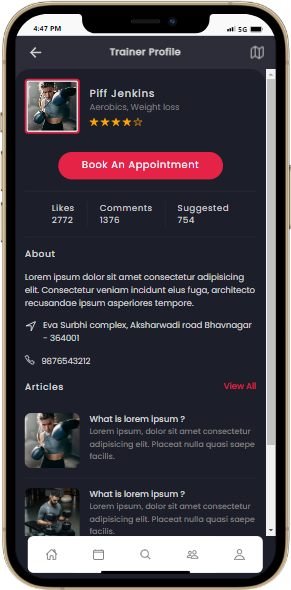 4:47 PM
5G
Trainer Profile
Piff Jenkins
Aerobics, Weight loss
Book An Appointment
Likes Comments Suggested
2772 1376 754
About
Lorem ipsum dolor sit amet consectetur adipisicing
elit. Consectetur veniam incidunt eius fuga, architecto
recusandae ipsum asperiores tempore.
Eva Surbhi complex, Aksharwadi road Bhavnagar
- 364001
9876543212
Articles View All
What is lorem ipsum ?
Lorem ipsum, dolor sit amet consectetur
adipisicing elit. Placeat nulla quasi saepe
facilis.
What is lorem ipsum ?
Lorem ipsum, dolor sit amet consectetur
adipisicing elit. Placeat nulla quasi saepe
facilis.